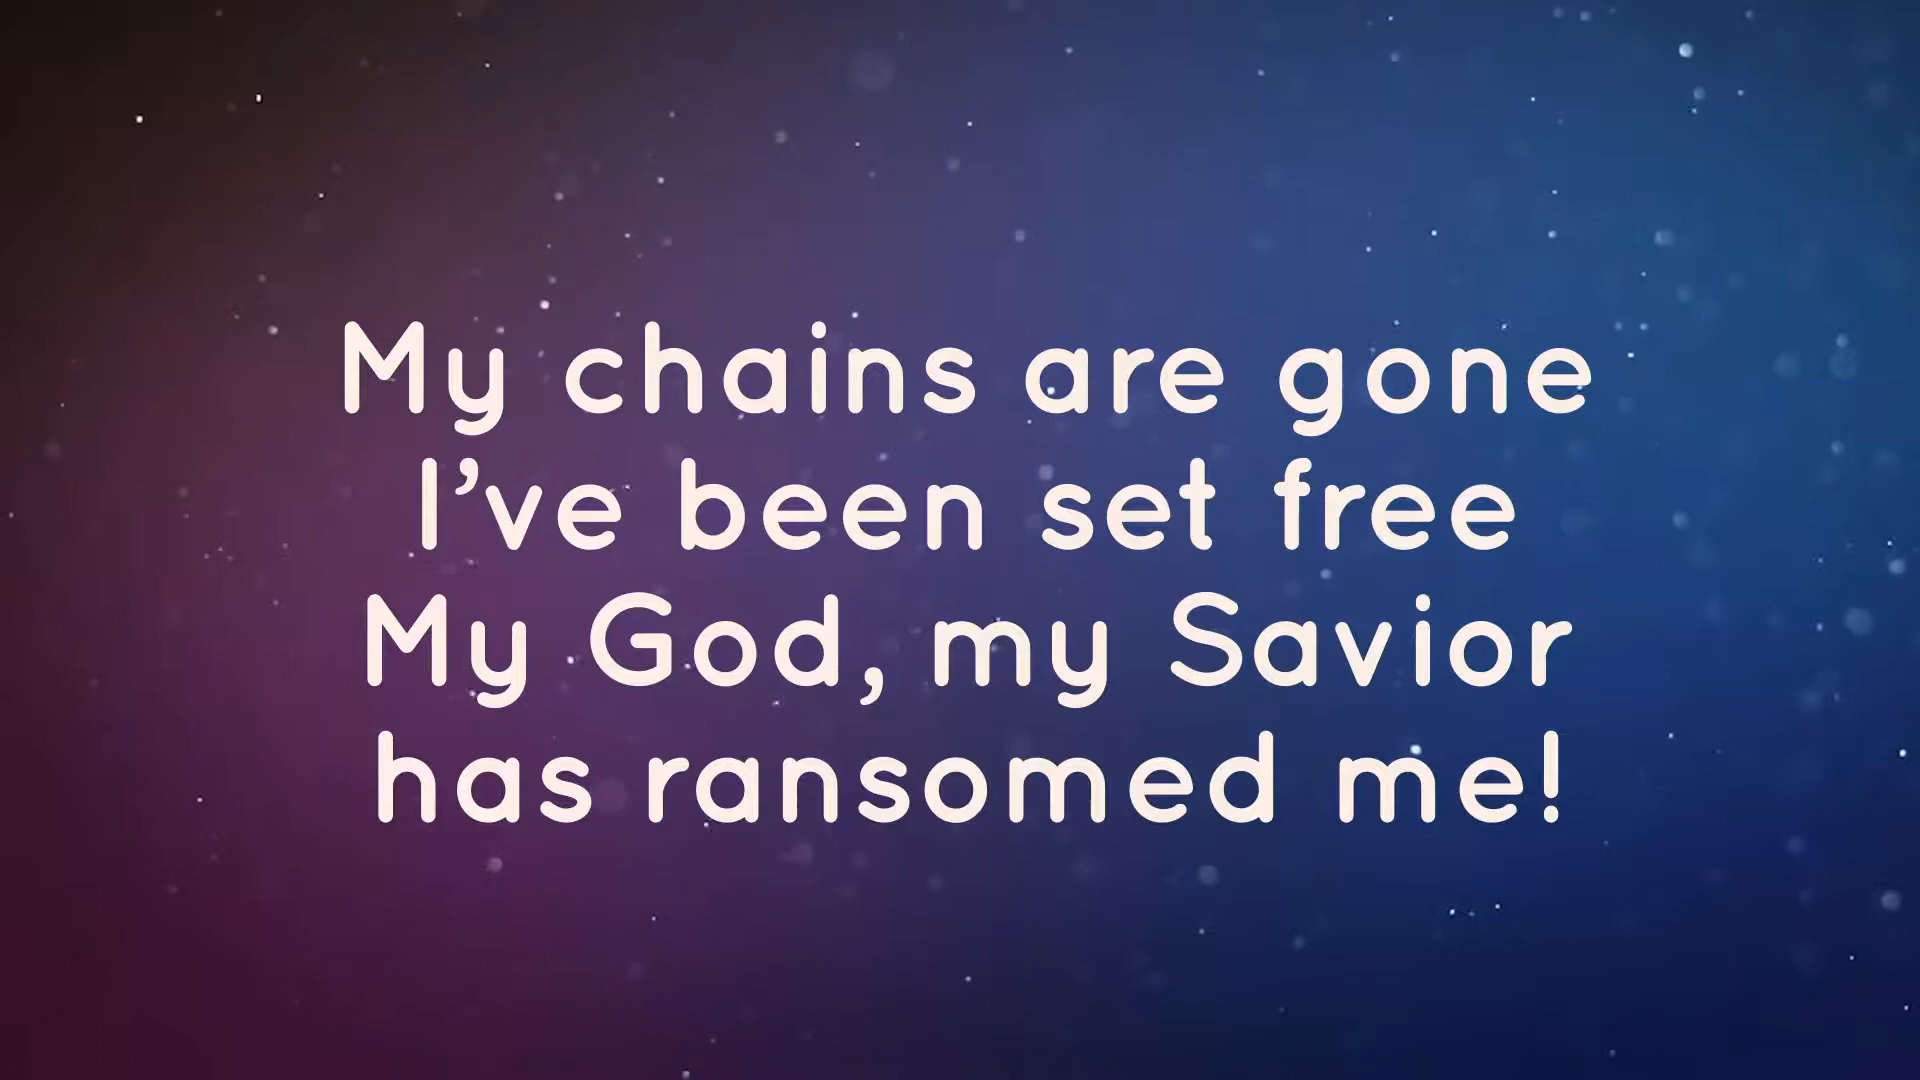 My chains are gone
I’ve been set free
My God, my Savior
has ransomed me!